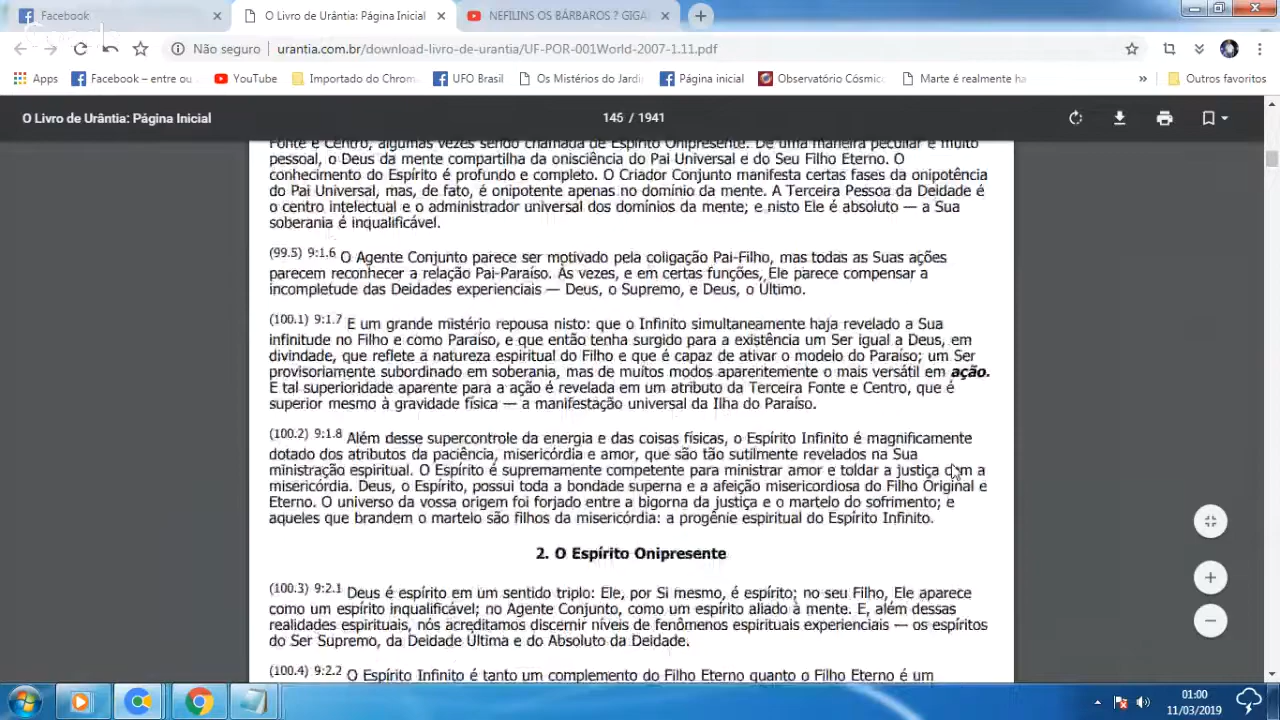 Facebook
O Livro de Urântia: Página Inicial
NEFILINS OS BÁRBAROS ? GIGA
Não seguro
urantia.com.br/download-livro-de-urantia/UF-POR-001World-2007-1.11.pdf
Apps
Facebook – entre ou
YouTube
Importado do Chrom
UFO Brasil
Os Mistérios do Jardi
Página inicial
Observatório Cósmic
Marte é realmente ha
»
Outros favoritos
O Livro de Urântia: Página Inicial
145 / 1941
Fonte e Centro, algumas vezes sendo chamada de Espírito Onipresente. De uma maneira peculiar e muito
pessoal, o Deus da mente compartilha da onisciência do Pai Universal e do Seu Filho Eterno. O
conhecimento do Espírito é profundo e completo. O Criador Conjunto manifesta certas fases da onipotência
do Pai Universal, mas, de fato, é onipotente apenas no domínio da mente. A Terceira Pessoa da Deidade é
o centro intelectual e o administrador universal dos domínios da mente; e nisto Ele é absoluto — a Sua
soberania é inqualificável.
(99.5) 9:1.6 O Agente Conjunto parece ser motivado pela coligação Pai-Filho, mas todas as Suas ações
parecem reconhecer a relação Pai-Paraíso. Às vezes, e em certas funções, Ele parece compensar a
incompletude das Deidades experienciais — Deus, o Supremo, e Deus, o Último.
(100.1) 9:1.7 E um grande mistério repousa nisto: que o Infinito simultaneamente haja revelado a Sua
infinitude no Filho e como Paraíso, e que então tenha surgido para a existência um Ser igual a Deus, em
divindade, que reflete a natureza espiritual do Filho e que é capaz de ativar o modelo do Paraíso; um Ser
provisoriamente subordinado em soberania, mas de muitos modos aparentemente o mais versátil em ação.
E tal superioridade aparente para a ação é revelada em um atributo da Terceira Fonte e Centro, que é
superior mesmo à gravidade física — a manifestação universal da Ilha do Paraíso.
(100.2) 9:1.8 Além desse supercontrole da energia e das coisas físicas, o Espírito Infinito é magnificamente
dotado dos atributos da paciência, misericórdia e amor, que são tão sutilmente revelados na Sua
ministração espiritual. O Espírito é supremamente competente para ministrar amor e toldar a justiça com a
misericórdia. Deus, o Espírito, possui toda a bondade superna e a afeição misericordiosa do Filho Original e
Eterno. O universo da vossa origem foi forjado entre a bigorna da justiça e o martelo do sofrimento; e
aqueles que brandem o martelo são filhos da misericórdia: a progênie espiritual do Espírito Infinito.
2. O Espírito Onipresente
(100.3) 9:2.1 Deus é espírito em um sentido triplo: Ele, por Si mesmo, é espírito; no seu Filho, Ele aparece
como um espírito inqualificável; no Agente Conjunto, como um espírito aliado à mente. E, além dessas
realidades espirituais, nós acreditamos discernir níveis de fenômenos espirituais experienciais — os espíritos
do Ser Supremo, da Deidade Última e do Absoluto da Deidade.
(100.4) 9:2.2 O Espírito Infinito é tanto um complemento do Filho Eterno quanto o Filho Eterno é um
01:00
11/03/2019